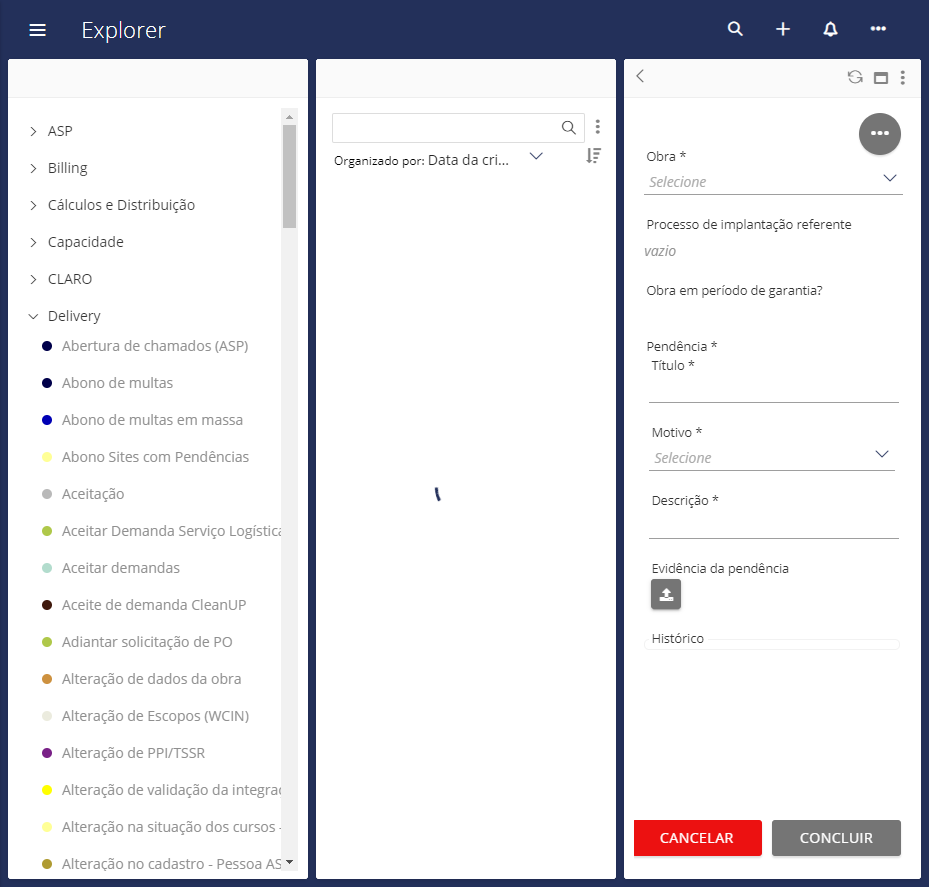 Explorer
ASP
Billing
Cálculos e Distribuição
Capacidade
CLARO
Delivery
Abertura de chamados (ASP)
Abono de multas
Abono de multas em massa
Abono Sites com Pendências
Aceitação
Aceitar Demanda Serviço Logística
Aceitar demandas
Aceite de demanda CleanUP
Adiantar solicitação de PO
Alteração de dados da obra
Alteração de Escopos (WCIN)
Alteração de PPI/TSSR
Alteração de validação da integra
Alteração na situação dos cursos -
Alteração no cadastro - Pessoa AS
Organizado por: Data da cri...
Obra *
Selecione
Processo de implantação referente
vazio
Obra em período de garantia?
Pendência *
Título *
Motivo *
Selecione
Descrição *
Evidência da pendência
Histórico
CANCELAR CONCLUIR